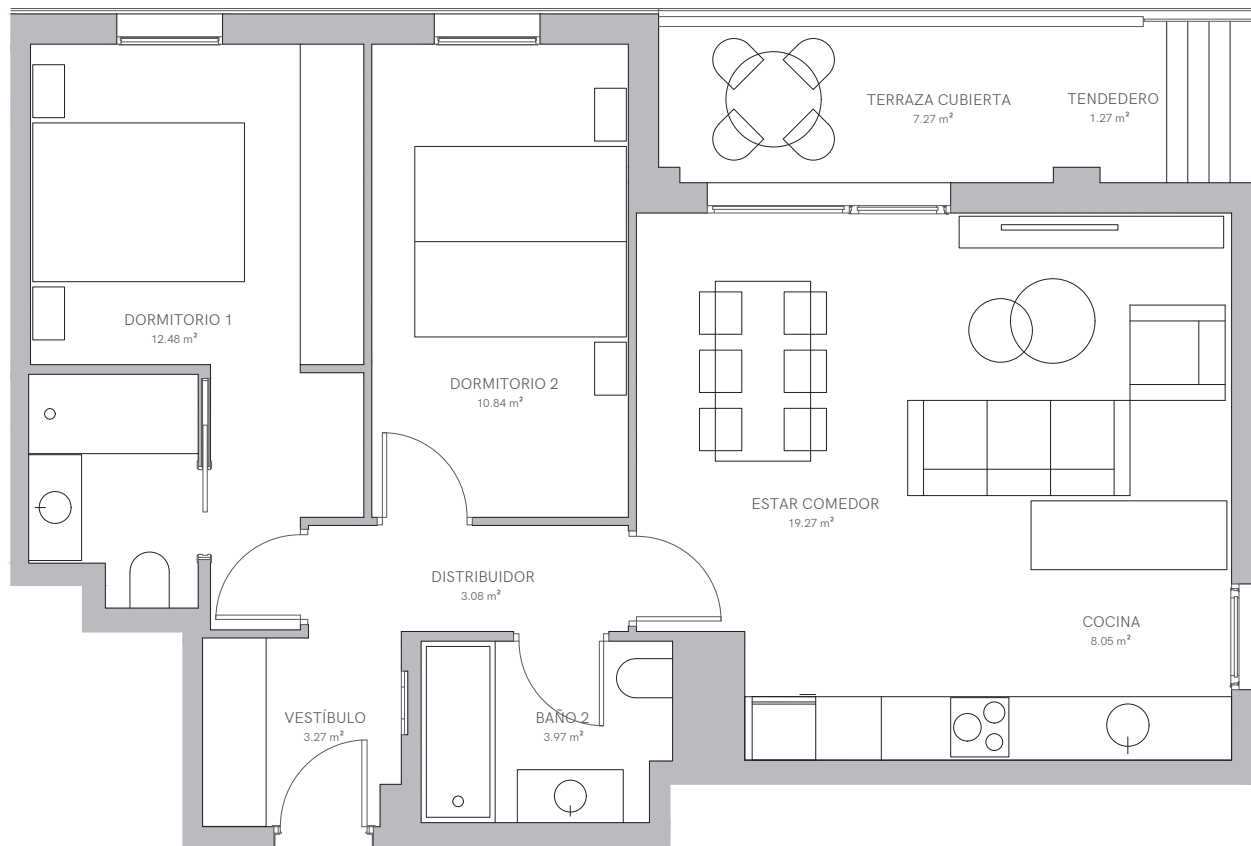 TERRAZA CUBIERTA
7.27 m²
TENDEDERO
1.27 m²
DORMITORIO 1
12.48 m²
DORMITORIO 2
10.84 m²
ESTAR COMEDOR
19.27 m²
DISTRIBUIDOR
3.08 m²
COCINA
8.05 m²
VESTÍBULO
3.27 m²
BAÑO 2
3.97 m²